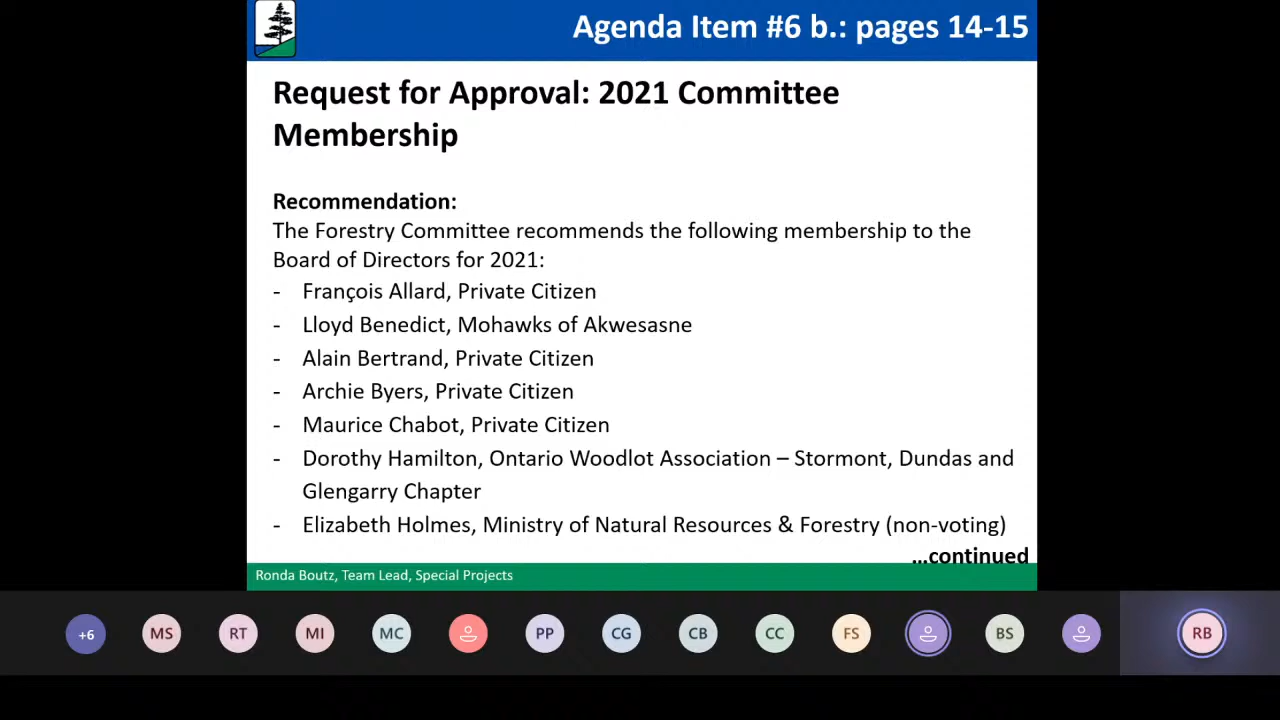 Agenda Item #6 b.: pages 14-15
Request for Approval: 2021 Committee
Membership
Recommendation:
The Forestry Committee recommends the following membership to the
Board of Directors for 2021:
- François Allard, Private Citizen
- Lloyd Benedict, Mohawks of Akwesasne
- Alain Bertrand, Private Citizen
- Archie Byers, Private Citizen
- Maurice Chabot, Private Citizen
- Dorothy Hamilton, Ontario Woodlot Association – Stormont, Dundas and
Glengarry Chapter
- Elizabeth Holmes, Ministry of Natural Resources & Forestry (non-voting)
...continued
Ronda Boutz, Team Lead, Special Projects
+6 MS RT MI MC PP CG CB CC FS BS RB